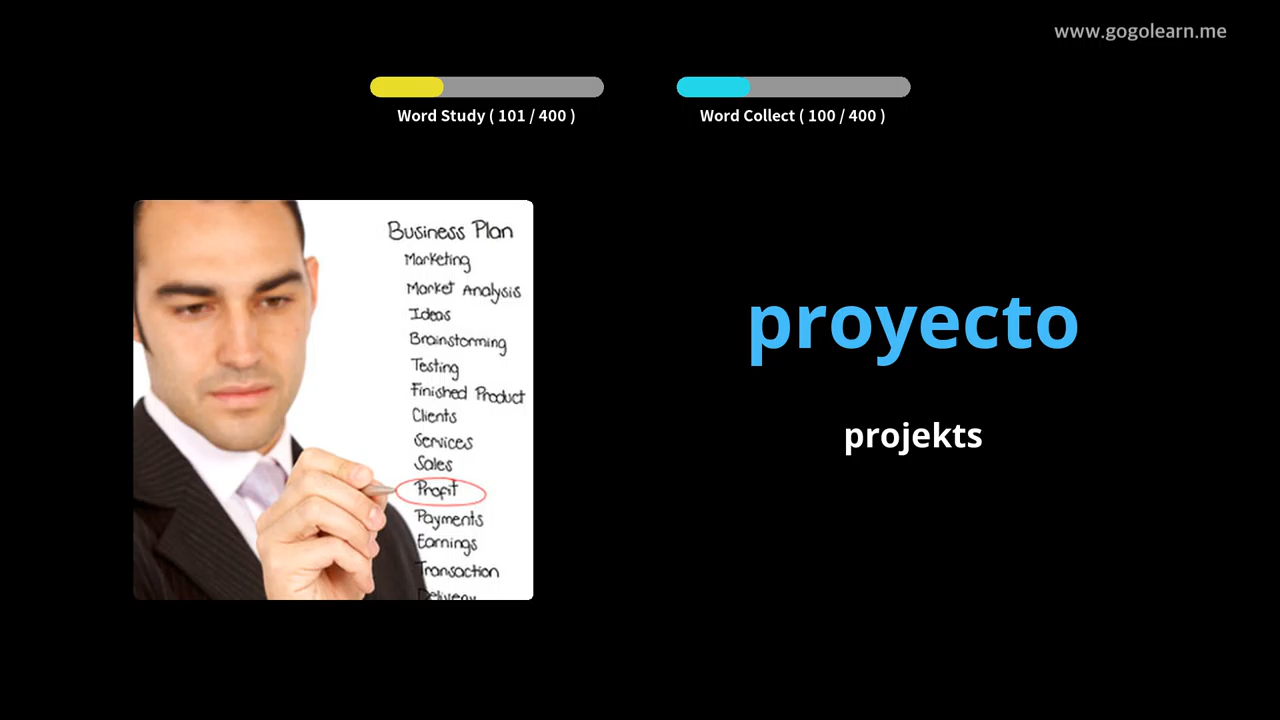 www.gogolearn.me
Word Study ( 101 / 400 )
Word Collect ( 100 / 400 )
Business Plan
Marketing
Market Analysis
Ideas
Brainstorming
Testing
Finished Product
Clients
Services
Sales
Profit
Payments
Earnings
Transaction
Delivery
proyecto
projekts